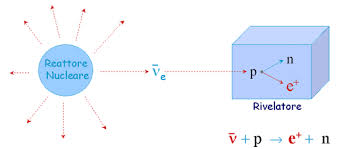 Reattore
Nucleare
ν̄e
p
n
e⁺
Rivelatore
ν̄ + p → e⁺ + n